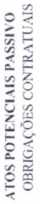 ATOS POTENCIAIS PASSIVO
OBRIGAÇÕES CONTRATUAIS